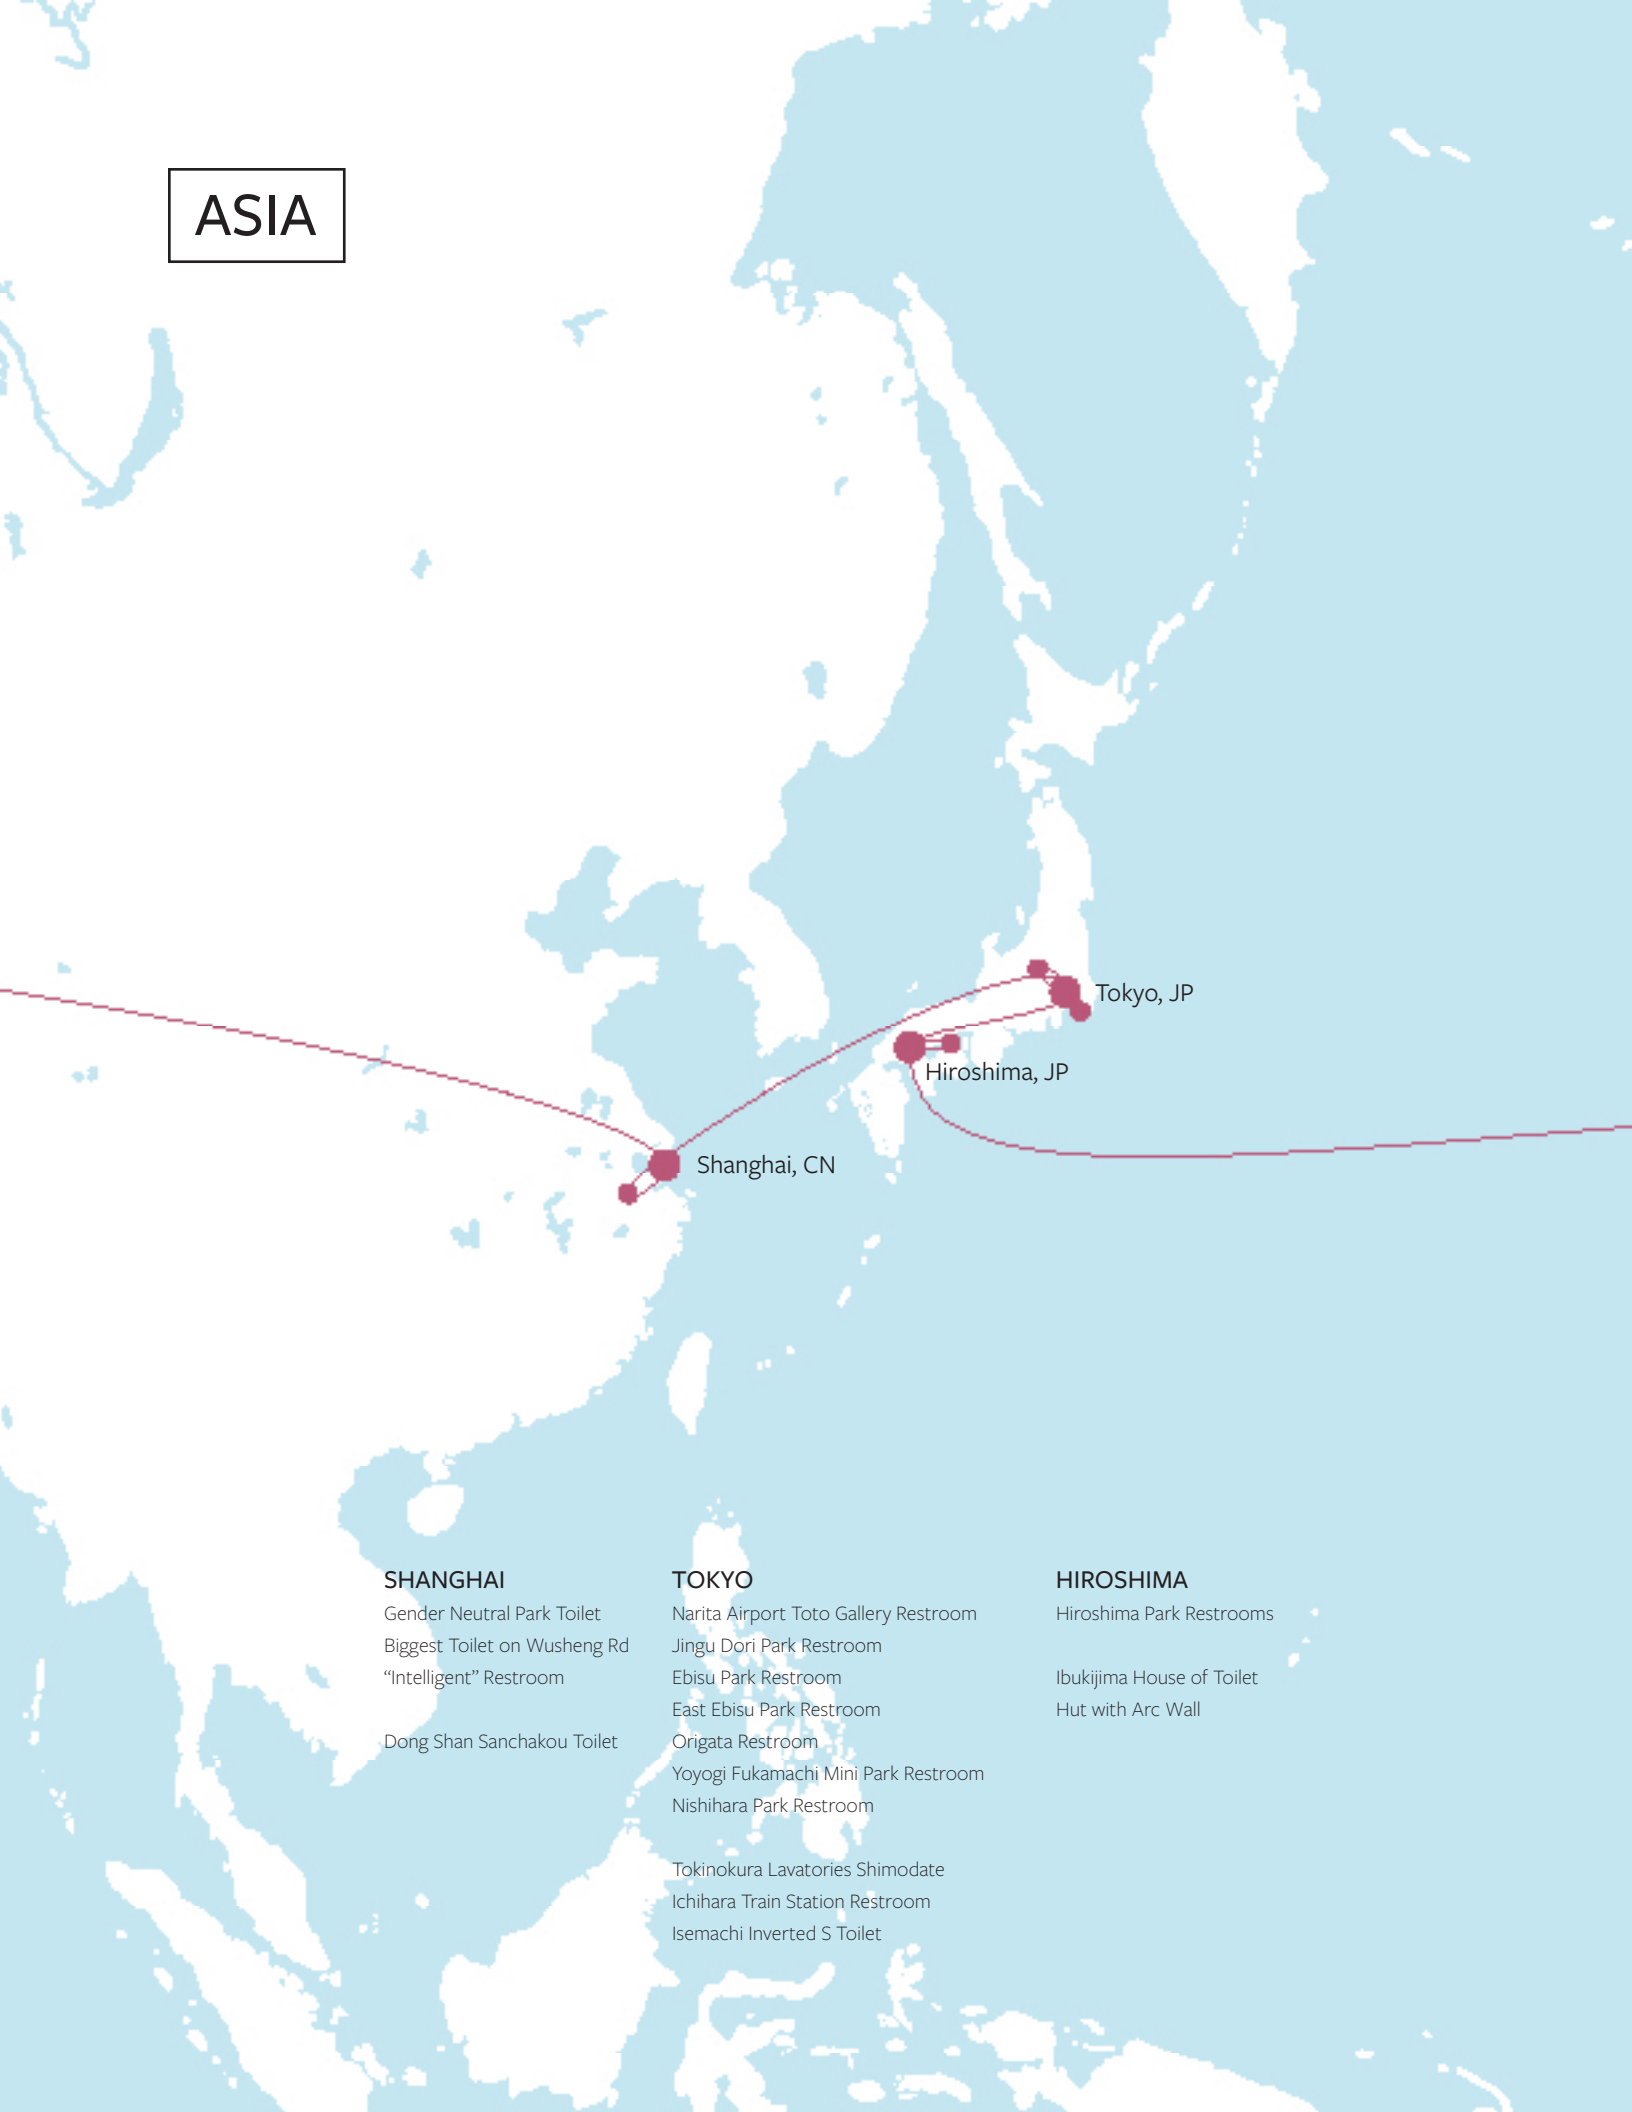 ASIA
Tokyo, JP
Hiroshima, JP
Shanghai, CN
SHANGHAI
Gender Neutral Park Toilet
Biggest Toilet on Wusheng Rd
“Intelligent” Restroom
Dong Shan Sanchakou Toilet
TOKYO
Narita Airport Toto Gallery Restroom
Jingu Dori Park Restroom
Ebisu Park Restroom
East Ebisu Park Restroom
Origata Restroom
Yoyogi Fukamachi Mini Park Restroom
Nishihara Park Restroom
Tokinokura Lavatories Shimodate
Ichihara Train Station Restroom
Isemachi Inverted S Toilet
HIROSHIMA
Hiroshima Park Restrooms
Ibukijima House of Toilet
Hut with Arc Wall